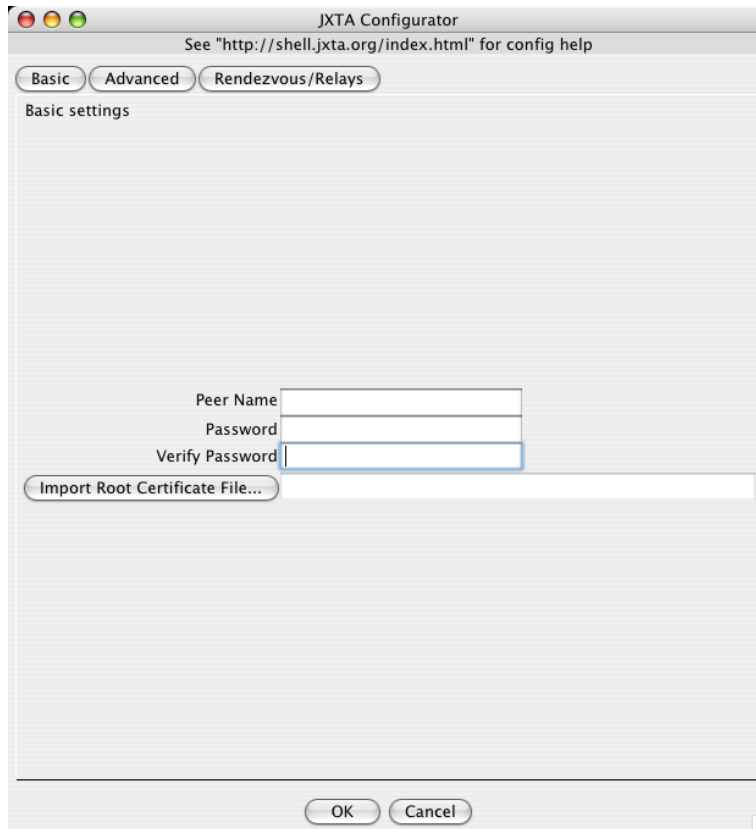 JXTA Configurator
See "http://shell.jxta.org/index.html" for config help
Basic Advanced Rendezvous/Relays
Basic settings
Peer Name
Password
Verify Password
Import Root Certificate File...
OK Cancel